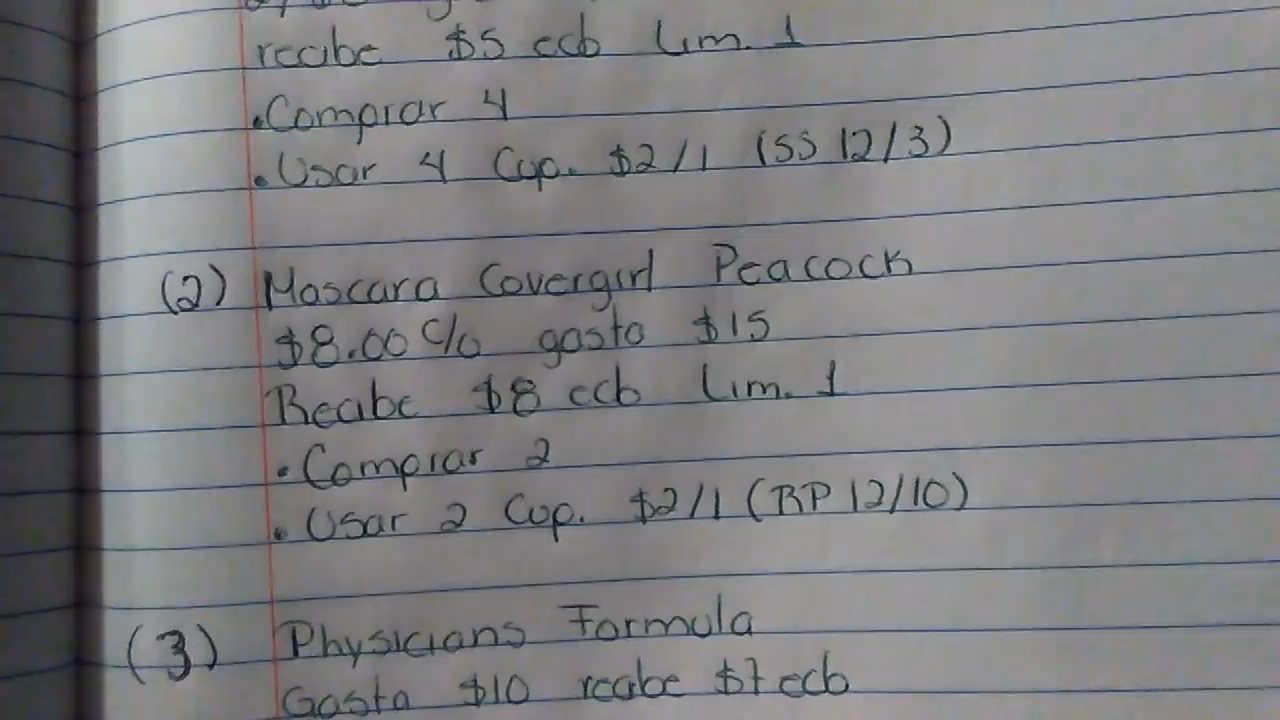 recibe $5 ecb Lim. 1
• Comprar 4
• Usar 4 Cup. $2/1 (SS 12/3)
(2) Mascara Covergirl Peacock
$8.00 c/u gasta $15
Recibe $8 ecb Lim. 1
• Comprar 2
• Usar 2 Cup. $2/1 (RP 12/10)
(3) Physicians Formula
Gasta $10 recibe $7 ecb